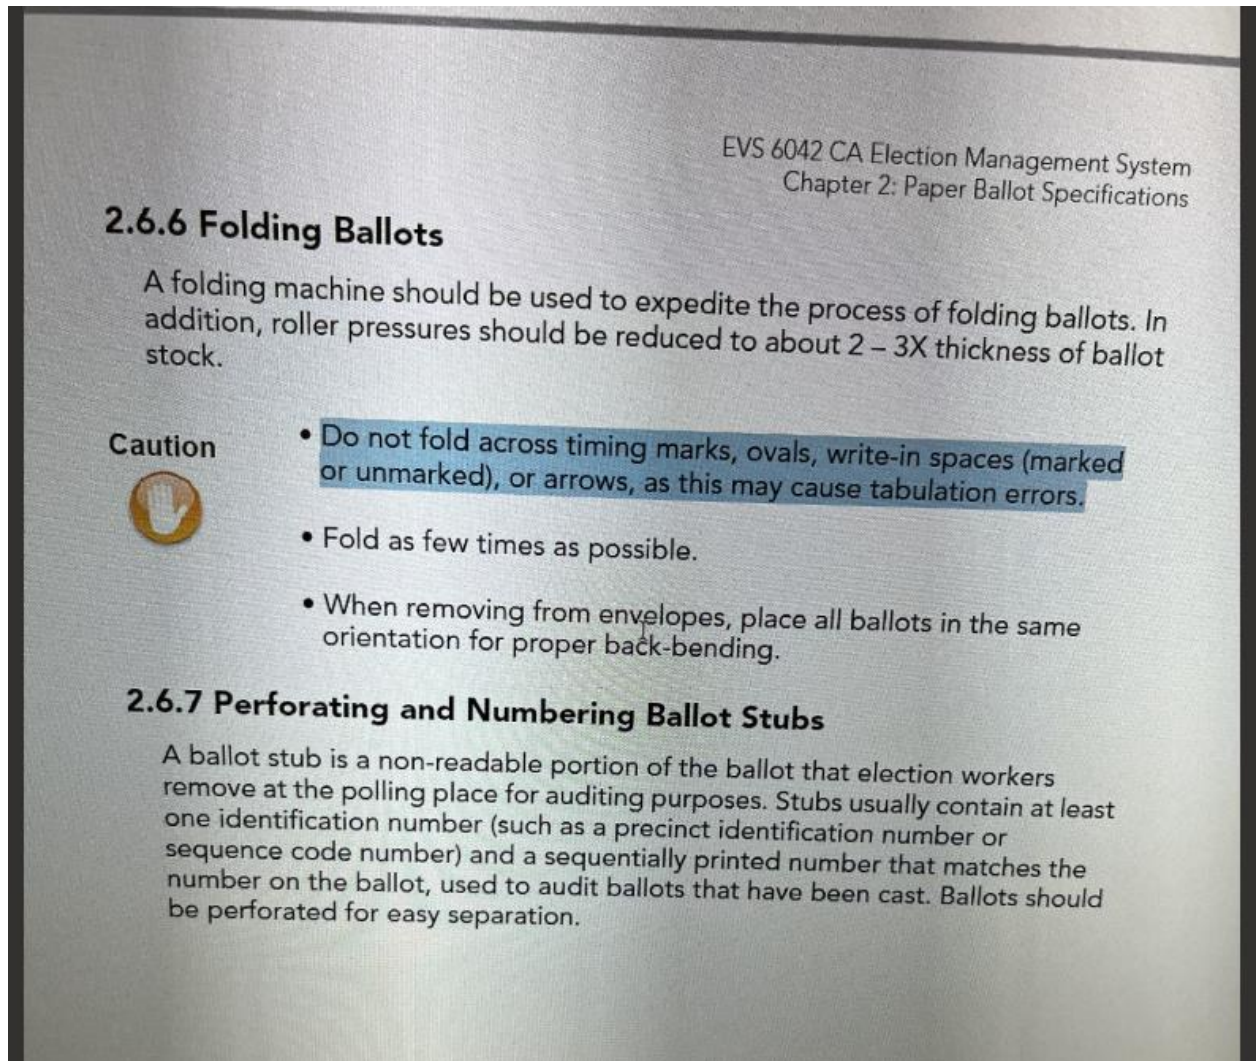 EVS 6042 CA Election Management System
Chapter 2: Paper Ballot Specifications
2.6.6 Folding Ballots
A folding machine should be used to expedite the process of folding ballots. In
addition, roller pressures should be reduced to about 2 – 3X thickness of ballot
stock.
Caution
• Do not fold across timing marks, ovals, write-in spaces (marked
or unmarked), or arrows, as this may cause tabulation errors.
• Fold as few times as possible.
• When removing from envelopes, place all ballots in the same
orientation for proper back-bending.
2.6.7 Perforating and Numbering Ballot Stubs
A ballot stub is a non-readable portion of the ballot that election workers
remove at the polling place for auditing purposes. Stubs usually contain at least
one identification number (such as a precinct identification number or
sequence code number) and a sequentially printed number that matches the
number on the ballot, used to audit ballots that have been cast. Ballots should
be perforated for easy separation.